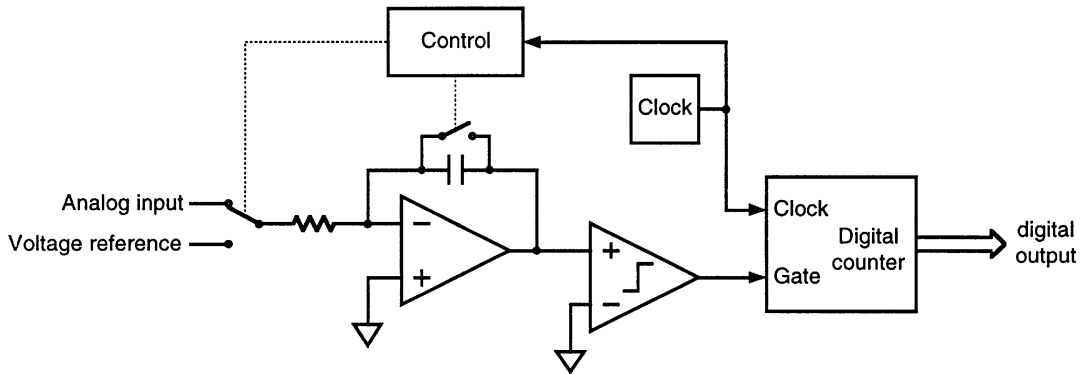 Control
Clock
Analog input
Voltage reference
−
+
+
−
Clock
Digital
counter
Gate
digital
output